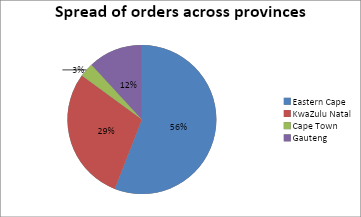 Spread of orders across provinces
3%
12%
29%
56%
Eastern Cape
KwaZulu Natal
Cape Town
Gauteng